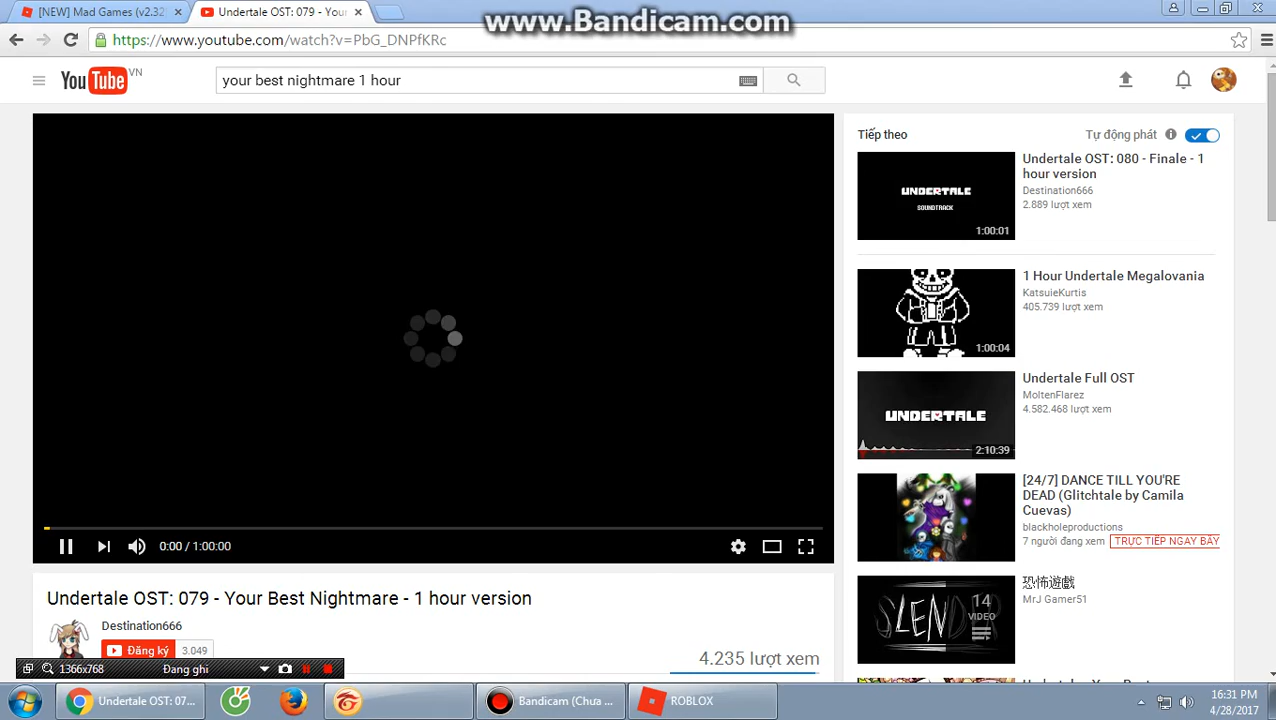 [NEW] Mad Games (v2.32
Undertale OST: 079 - You
www.Bandicam.com
https://www.youtube.com/watch?v=PbG_DNPfKRc
YouTube VN
your best nightmare 1 hour
Tiếp theo
Tự động phát
UNDERTALE
SOUNDTRACK
1:00:01
Undertale OST: 080 - Finale - 1
hour version
Destination666
2.889 lượt xem
1:00:04
1 Hour Undertale Megalovania
KatsuieKurtis
405.739 lượt xem
UNDERTALE
2:10:39
Undertale Full OST
MoltenFlarez
4.582.468 lượt xem
[24/7] DANCE TILL YOU'RE
DEAD (Glitchtale by Camila
Cuevas)
blackholeproductions
7 người đang xem
TRỰC TIẾP NGAY BÂY
SLENDER
14
VIDEO
恐怖遊戲
MrJ Gamer51
0:00 / 1:00:00
Undertale OST: 079 - Your Best Nightmare - 1 hour version
Destination666
Đăng ký
3.049
4.235 lượt xem
1366x768
Đang ghi
Undertale OST: 07...
Bandicam (Chưa ...
ROBLOX
16:31 PM
4/28/2017